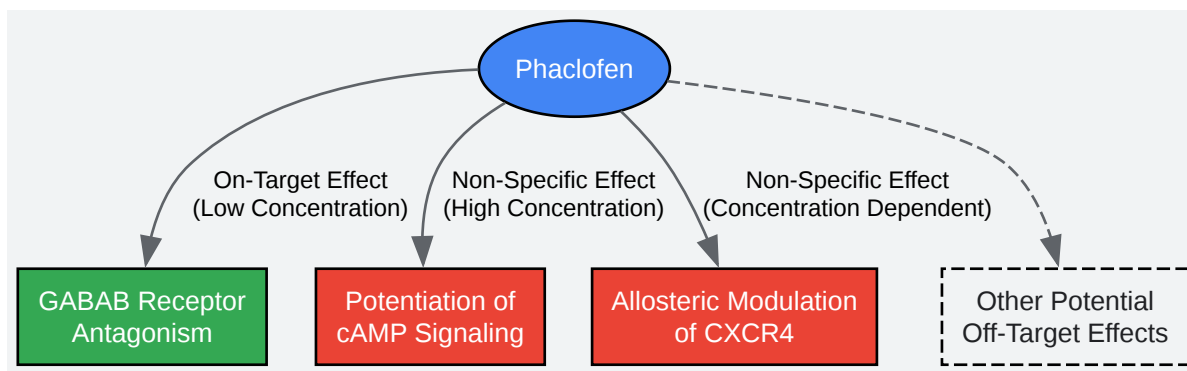 Phaclofen
On-Target Effect
(Low Concentration)
Non-Specific Effect
(High Concentration)
Non-Specific Effect
(Concentration Dependent)
GABAB Receptor
Antagonism
Potentiation of
cAMP Signaling
Allosteric Modulation
of CXCR4
Other Potential
Off-Target Effects